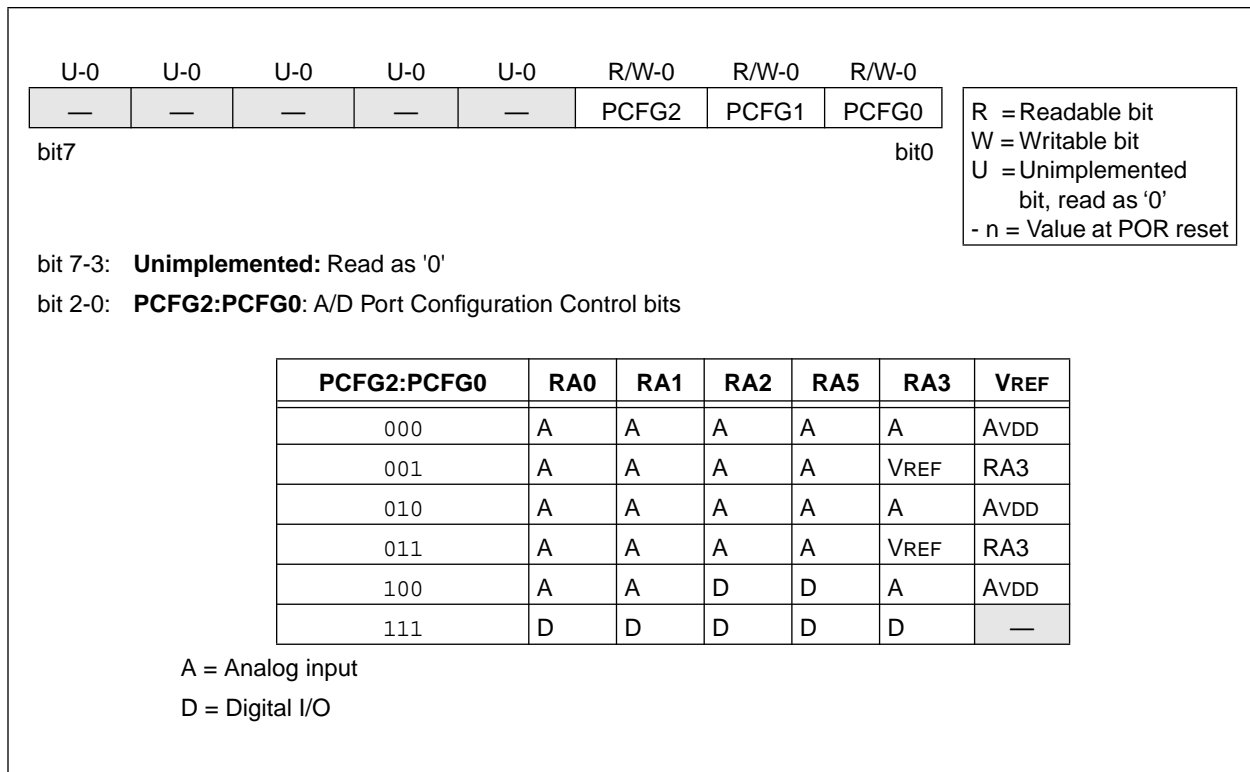 U-0 U-0 U-0 U-0 U-0 R/W-0 R/W-0 R/W-0
— — — — — PCFG2 PCFG1 PCFG0
bit7 bit0
R =Readable bit
W = Writable bit
U =Unimplemented
bit, read as ‘0’
- n = Value at POR reset
bit 7-3: Unimplemented: Read as '0'
bit 2-0: PCFG2:PCFG0: A/D Port Configuration Control bits
PCFG2:PCFG0 RA0 RA1 RA2 RA5 RA3 VREF
000 A A A A A AVDD
001 A A A A VREF RA3
010 A A A A A AVDD
011 A A A A VREF RA3
100 A A D D A AVDD
111 D D D D D —
A = Analog input
D = Digital I/O